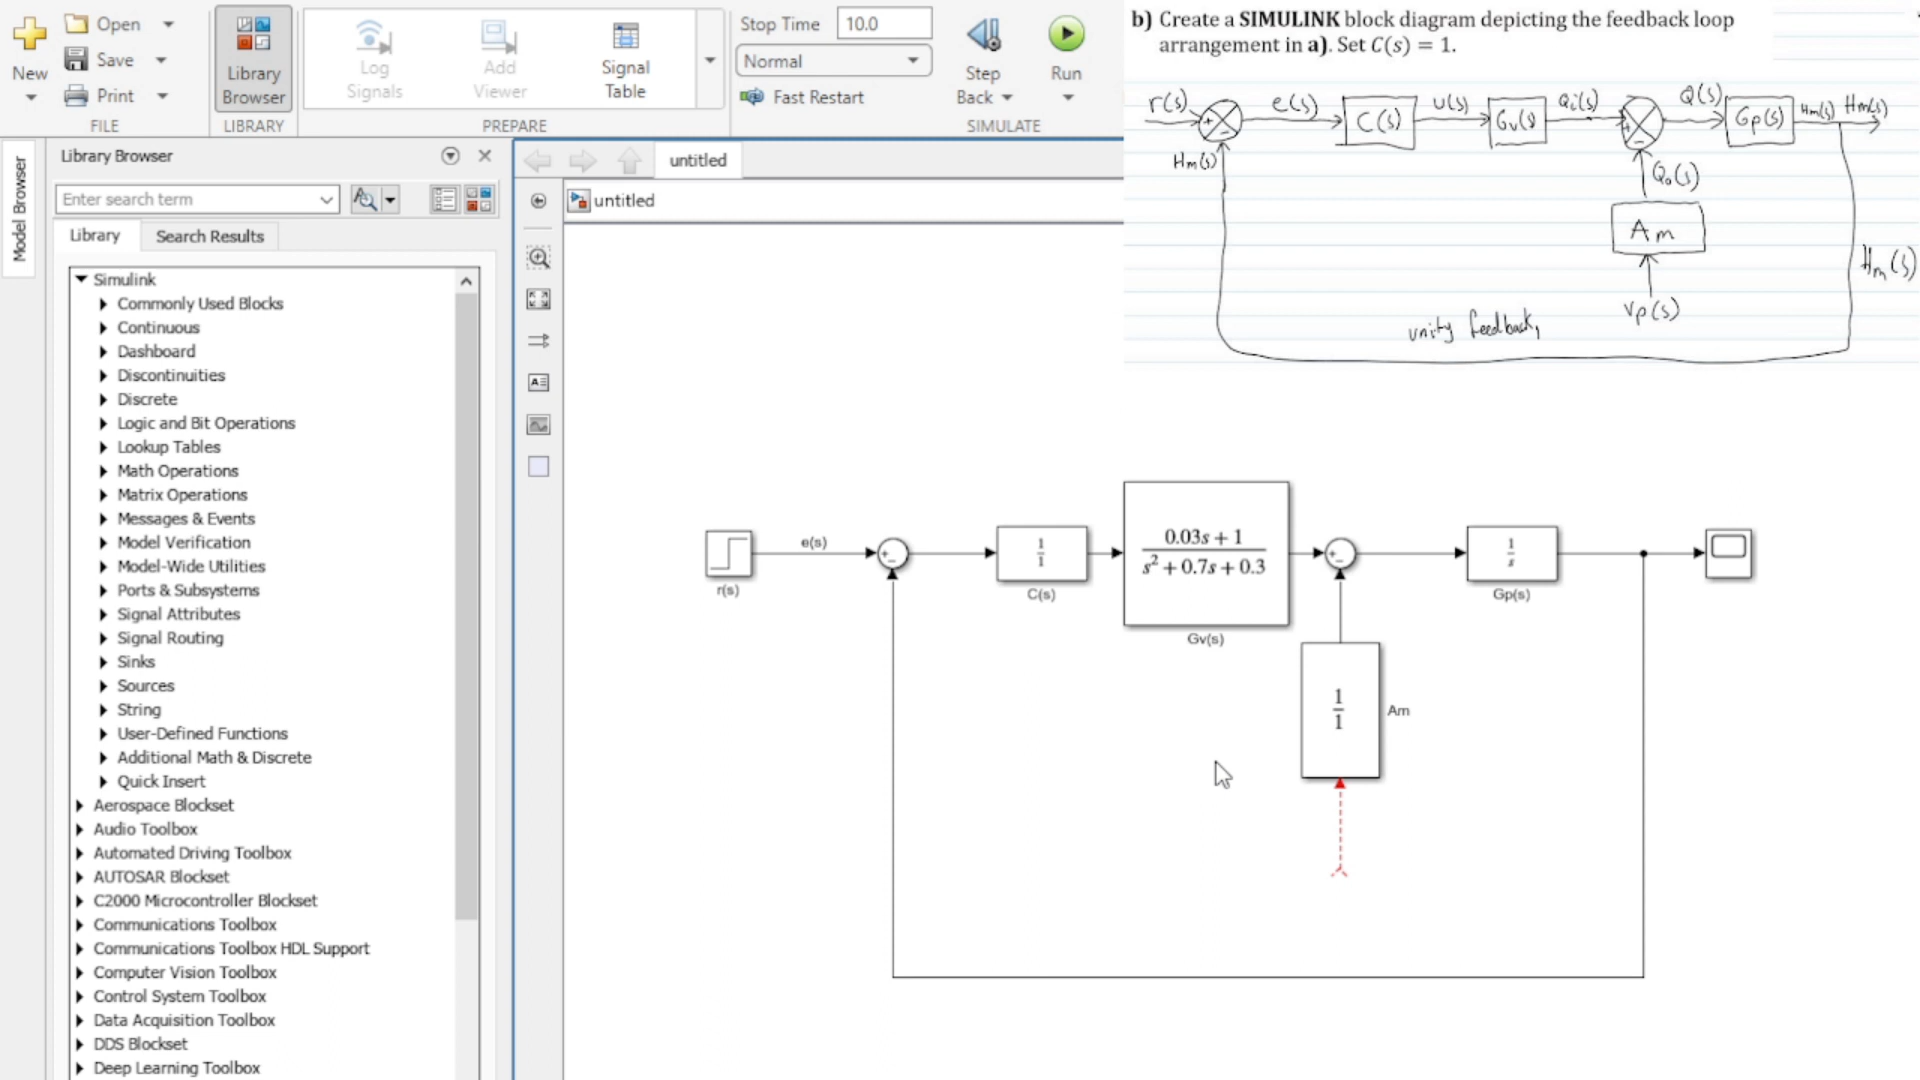 New
Open
Save
Print
FILE
Library
Browser
LIBRARY
Log
Signals
Add
Viewer
Signal
Table
PREPARE
Stop Time 10.0
Normal
Fast Restart
Step
Back
Run
SIMULATE
b) Create a SIMULINK block diagram depicting the feedback loop
arrangement in a). Set C(s) = 1.
r(s) e(s) C(s) U(s) Gv(s Qi(s) Q(s) Gp(s) Hm(s) Hm(s)
Hm(s)
Qo(s)
Am
Hm(s)
Vp(s)
unity feedback,
Model Browser
Library Browser
Enter search term
Library Search Results
Simulink
Commonly Used Blocks
Continuous
Dashboard
Discontinuities
Discrete
Logic and Bit Operations
Lookup Tables
Math Operations
Matrix Operations
Messages & Events
Model Verification
Model-Wide Utilities
Ports & Subsystems
Signal Attributes
Signal Routing
Sinks
Sources
String
User-Defined Functions
Additional Math & Discrete
Quick Insert
Aerospace Blockset
Audio Toolbox
Automated Driving Toolbox
AUTOSAR Blockset
C2000 Microcontroller Blockset
Communications Toolbox
Communications Toolbox HDL Support
Computer Vision Toolbox
Control System Toolbox
Data Acquisition Toolbox
DDS Blockset
Deep Learning Toolbox
untitled
untitled
r(s)
e(s)
+
−
1
1
C(s)
0.03s + 1
s² + 0.7s + 0.3
Gv(s)
+
−
1
s
Gp(s)
1
1
Am